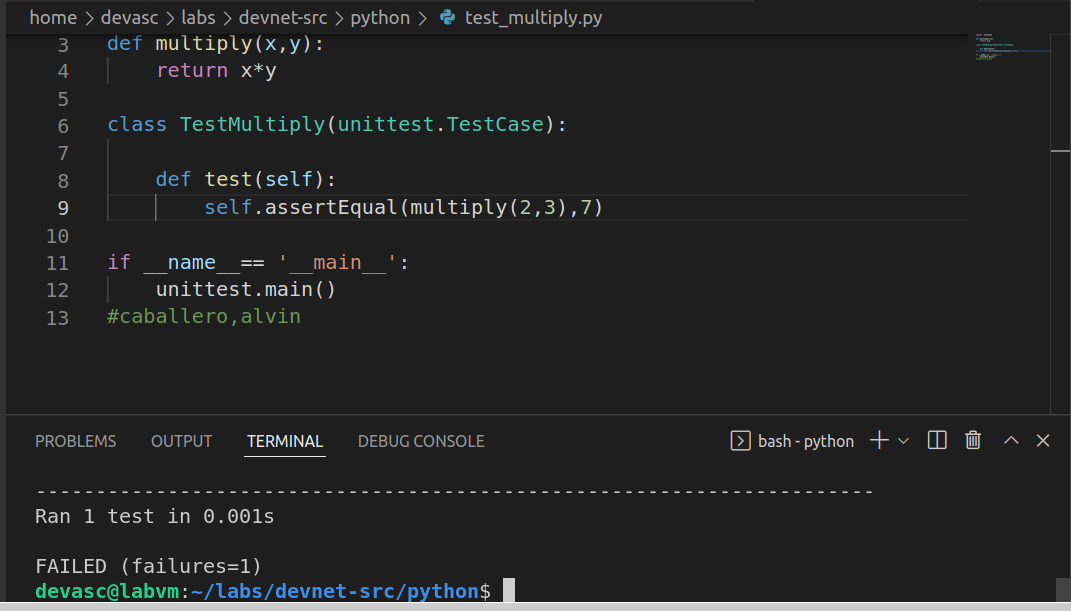 home > devasc > labs > devnet-src > python > test_multiply.py
3 def multiply(x,y):
4     return x*y
5
6 class TestMultiply(unittest.TestCase):
7
8     def test(self):
9         self.assertEqual(multiply(2,3),7)
10
11 if __name__== '__main__':
12     unittest.main()
13 #caballero,alvin
PROBLEMS OUTPUT TERMINAL DEBUG CONSOLE bash - python
----------------------------------------------------------------------
Ran 1 test in 0.001s
FAILED (failures=1)
devasc@labvm:~/labs/devnet-src/python$